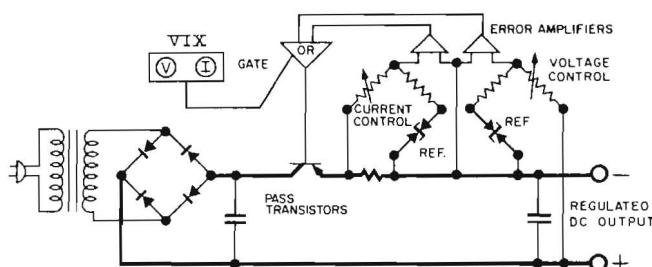 VIX
V I
GATE
OR
ERROR AMPLIFIERS
VOLTAGE
CONTROL
CURRENT
CONTROL
REF.
REF
PASS
TRANSISTORS
REGULATED
DC OUTPUT
−
+